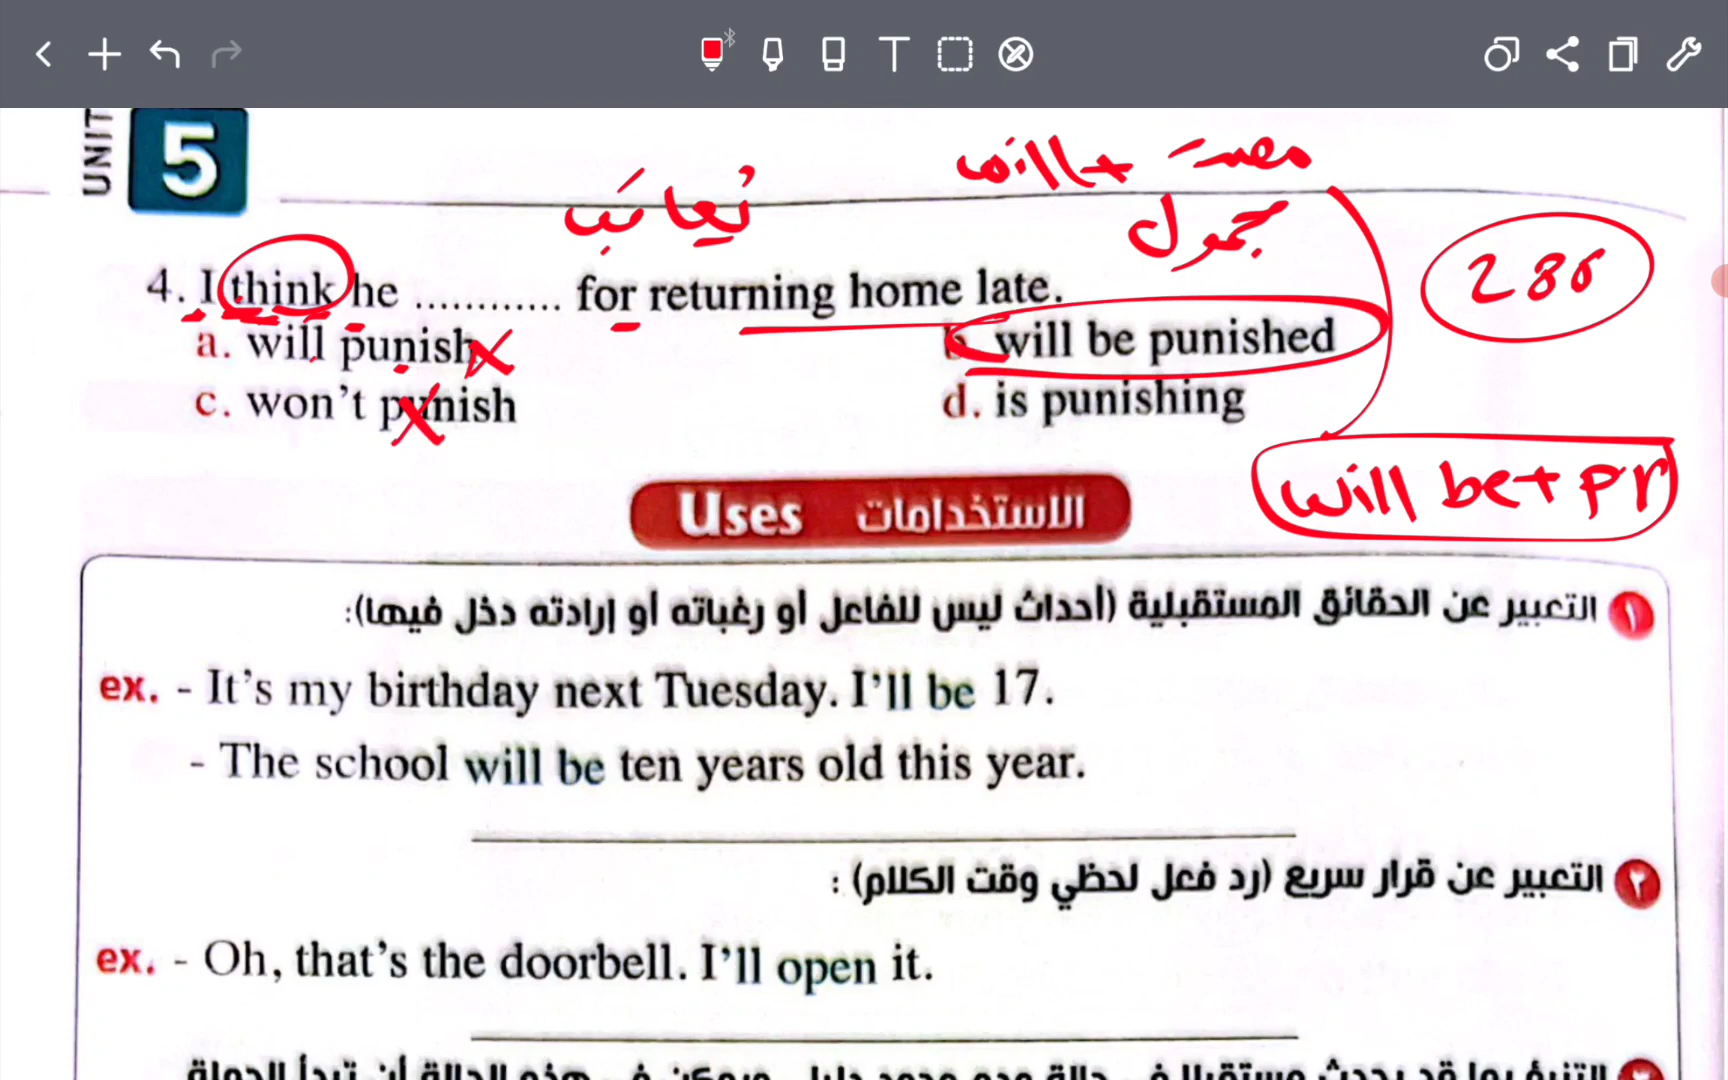 UNIT 5
will + مصدر
يُعاقَب
مجهول
286
4. I think he ............ for returning home late.
a. will punish
b. will be punished
c. won't punish
d. is punishing
will be + pp
Uses الاستخدامات
١ التعبير عن الحقائق المستقبلية (أحداث ليس للفاعل أو رغباته أو إرادته دخل فيها):
ex. - It's my birthday next Tuesday. I'll be 17.
- The school will be ten years old this year.
٢ التعبير عن قرار سريع (رد فعل لحظي وقت الكلام) :
ex. - Oh, that's the doorbell. I'll open it.